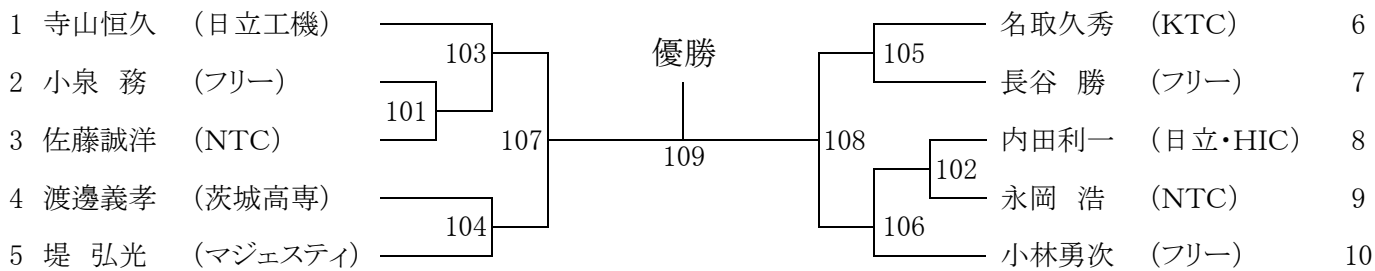 1 寺山恒久 (日立工機)
2 小泉 務 (フリー)
3 佐藤誠洋 (NTC)
4 渡邊義孝 (茨城高専)
5 堤 弘光 (マジェスティ)
103
101
107
104
優勝
109
105
108
102
106
名取久秀 (KTC) 6
長谷 勝 (フリー) 7
内田利一 (日立・HIC) 8
永岡 浩 (NTC) 9
小林勇次 (フリー) 10